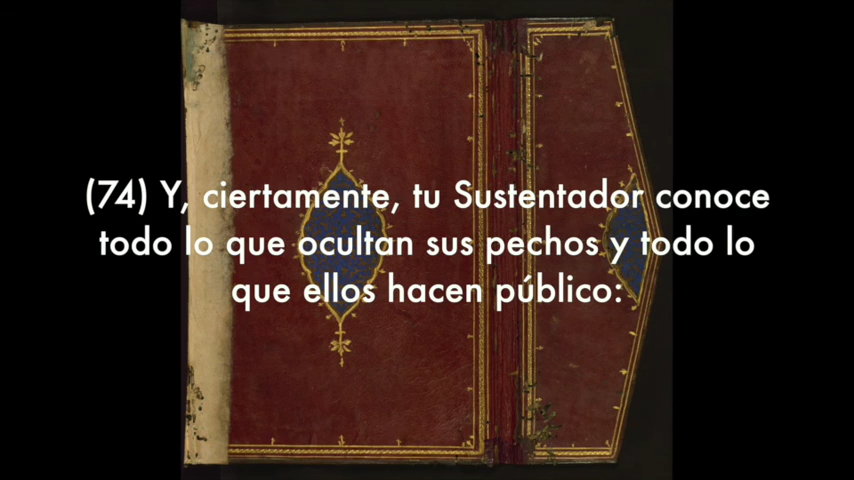 (74) Y, ciertamente, tu Sustentador conoce
todo lo que ocultan sus pechos y todo lo
que ellos hacen público: